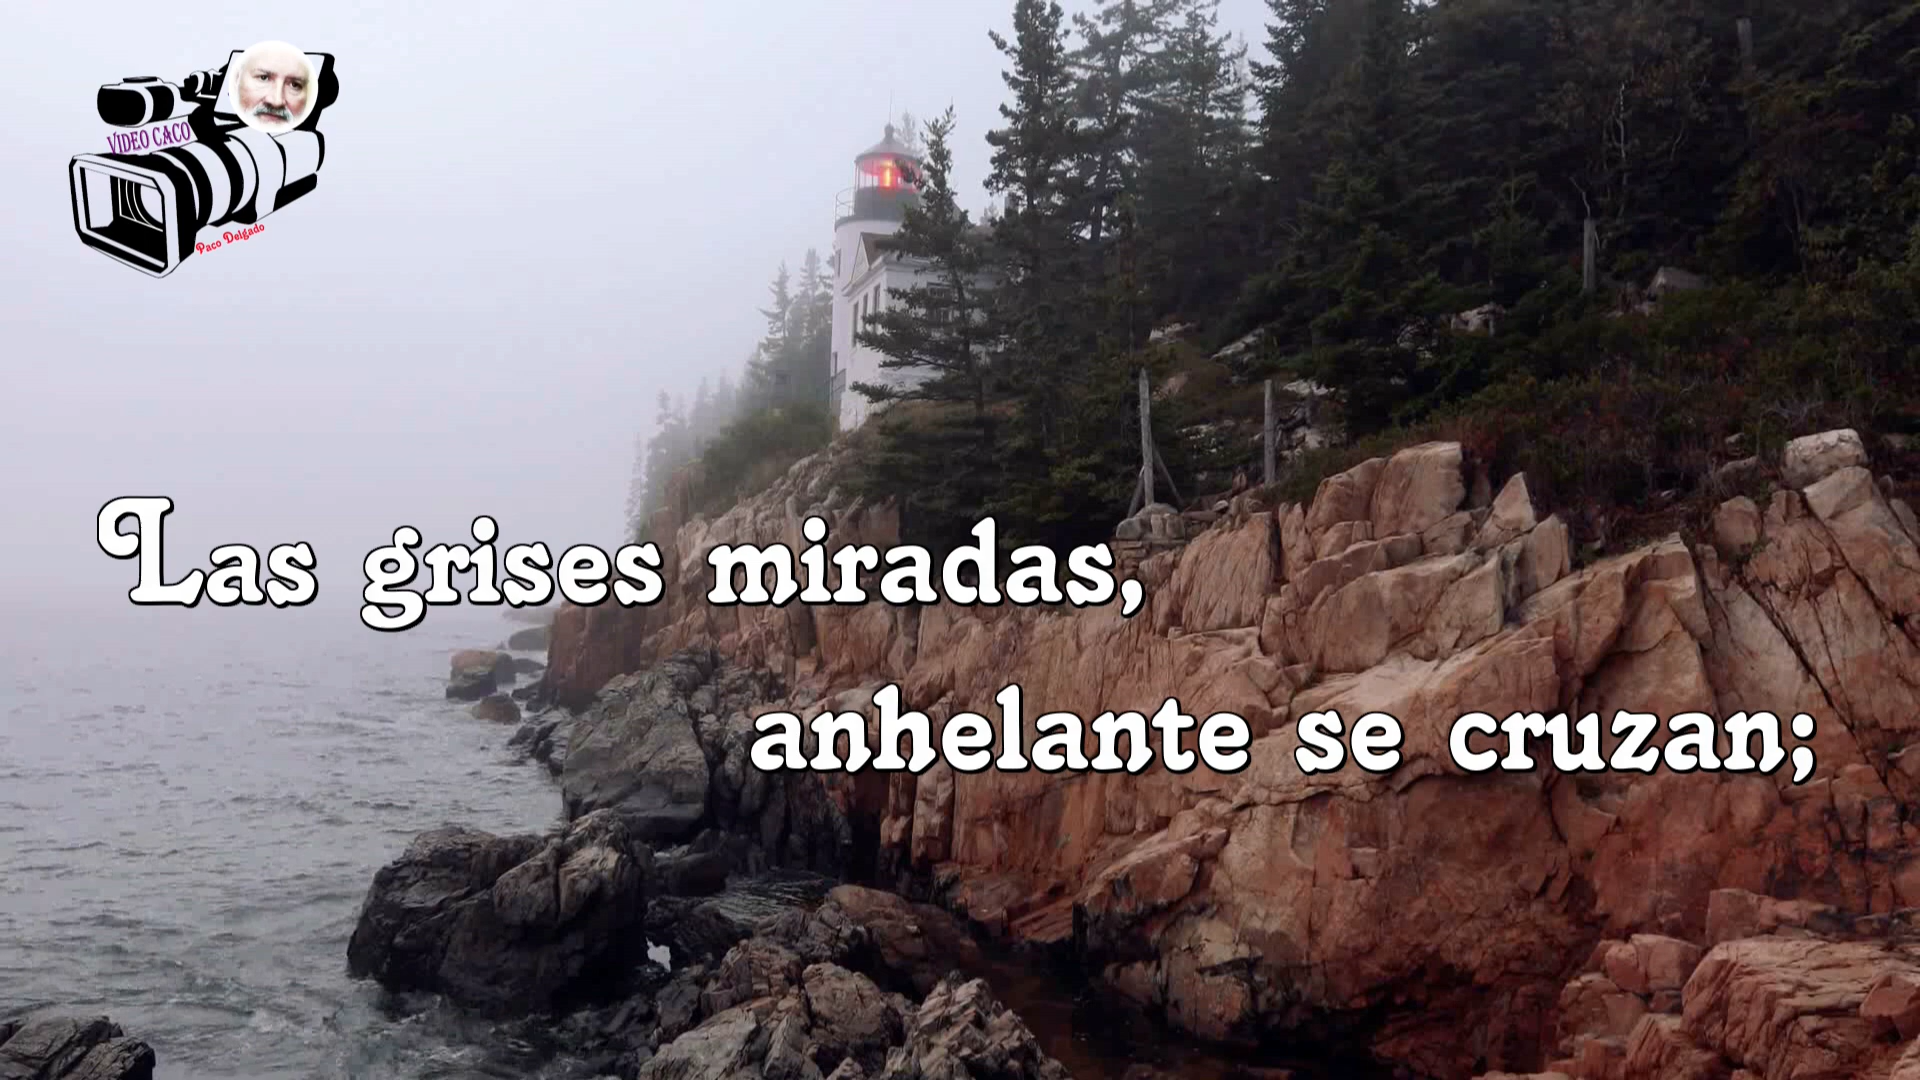 VIDEO CACO
Paco Delgado
Las grises miradas,
anhelante se cruzan;